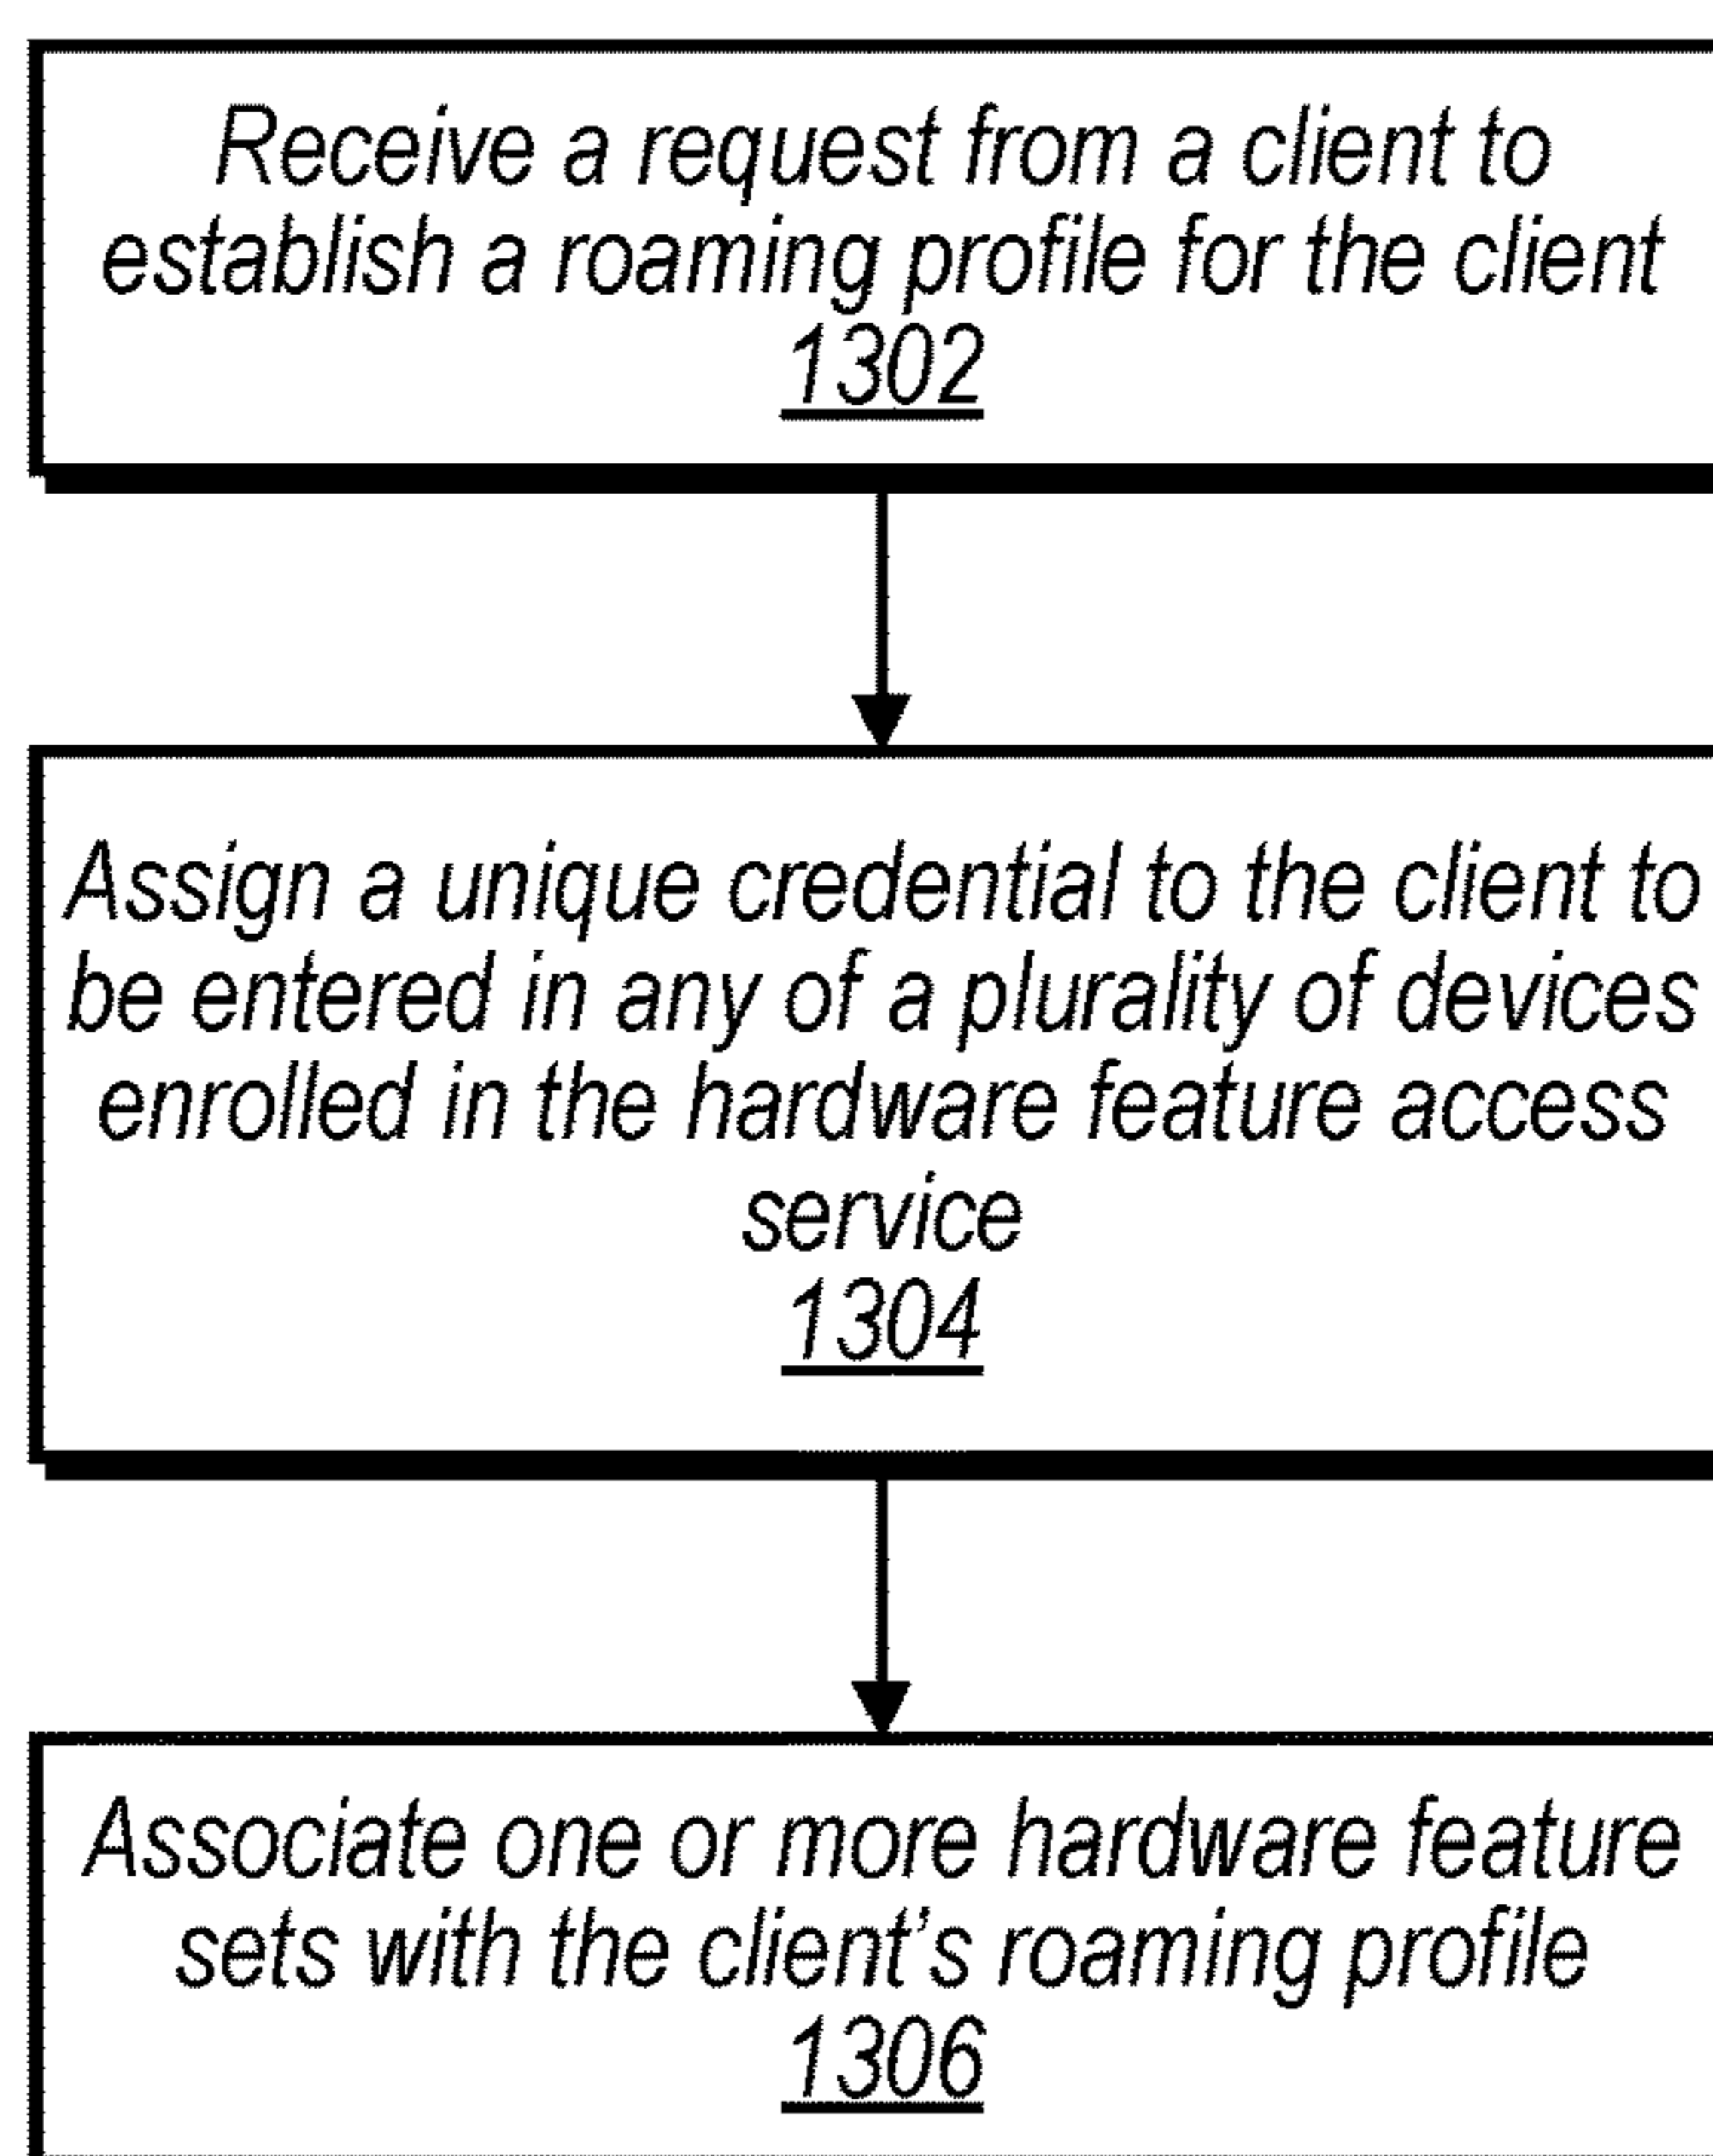 Receive a request from a client to
establish a roaming profile for the client
1302
Assign a unique credential to the client to
be entered in any of a plurality of devices
enrolled in the hardware feature access
service
1304
Associate one or more hardware feature
sets with the client's roaming profile
1306